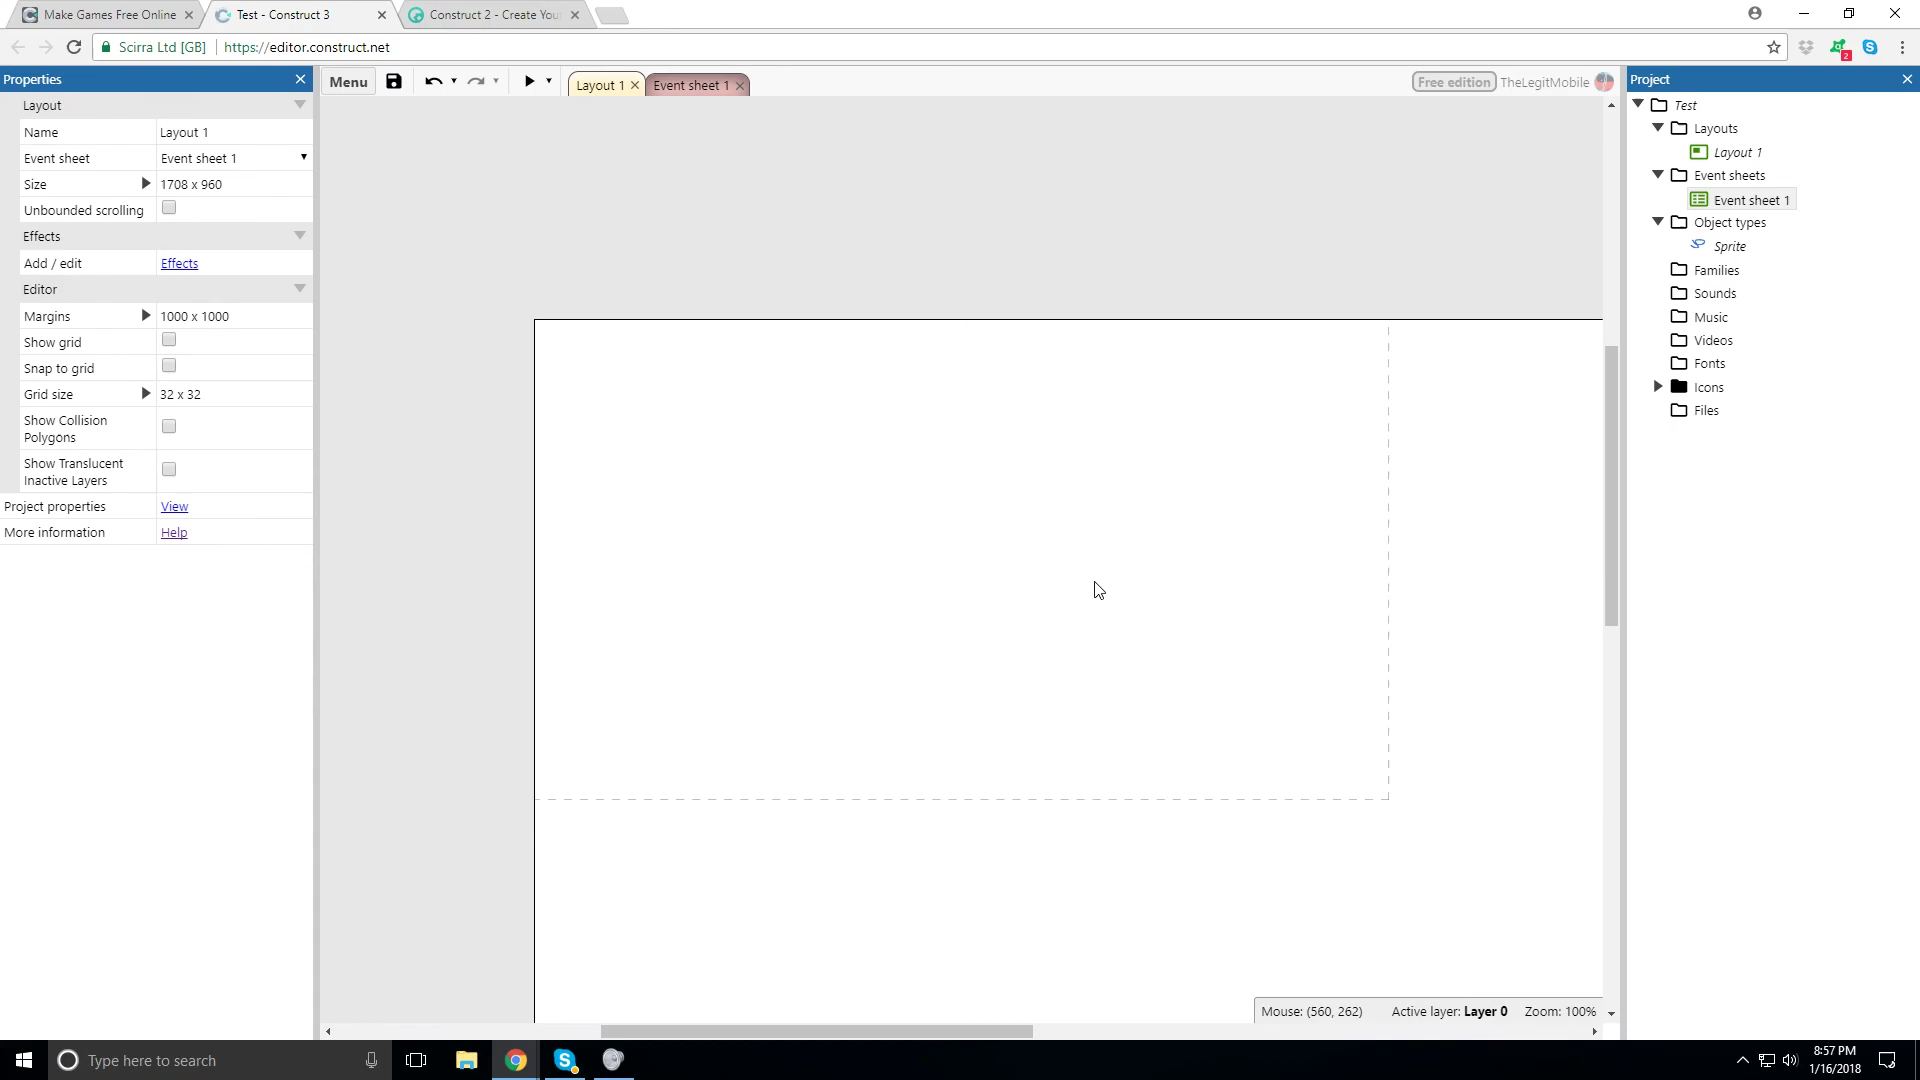 Make Games Free Online
Test - Construct 3
Construct 2 - Create You
Scirra Ltd [GB] https://editor.construct.net
2
Properties
Menu
Layout 1
Event sheet 1
Free edition TheLegitMobile
Project
Layout
Name Layout 1
Event sheet Event sheet 1
Size 1708 x 960
Unbounded scrolling
Effects
Add / edit Effects
Editor
Margins 1000 x 1000
Show grid
Snap to grid
Grid size 32 x 32
Show Collision
Polygons
Show Translucent
Inactive Layers
Project properties View
More information Help
Test
Layouts
Layout 1
Event sheets
Event sheet 1
Object types
Sprite
Families
Sounds
Music
Videos
Fonts
Icons
Files
Mouse: (560, 262) Active layer: Layer 0 Zoom: 100%
Type here to search
8:57 PM
1/16/2018